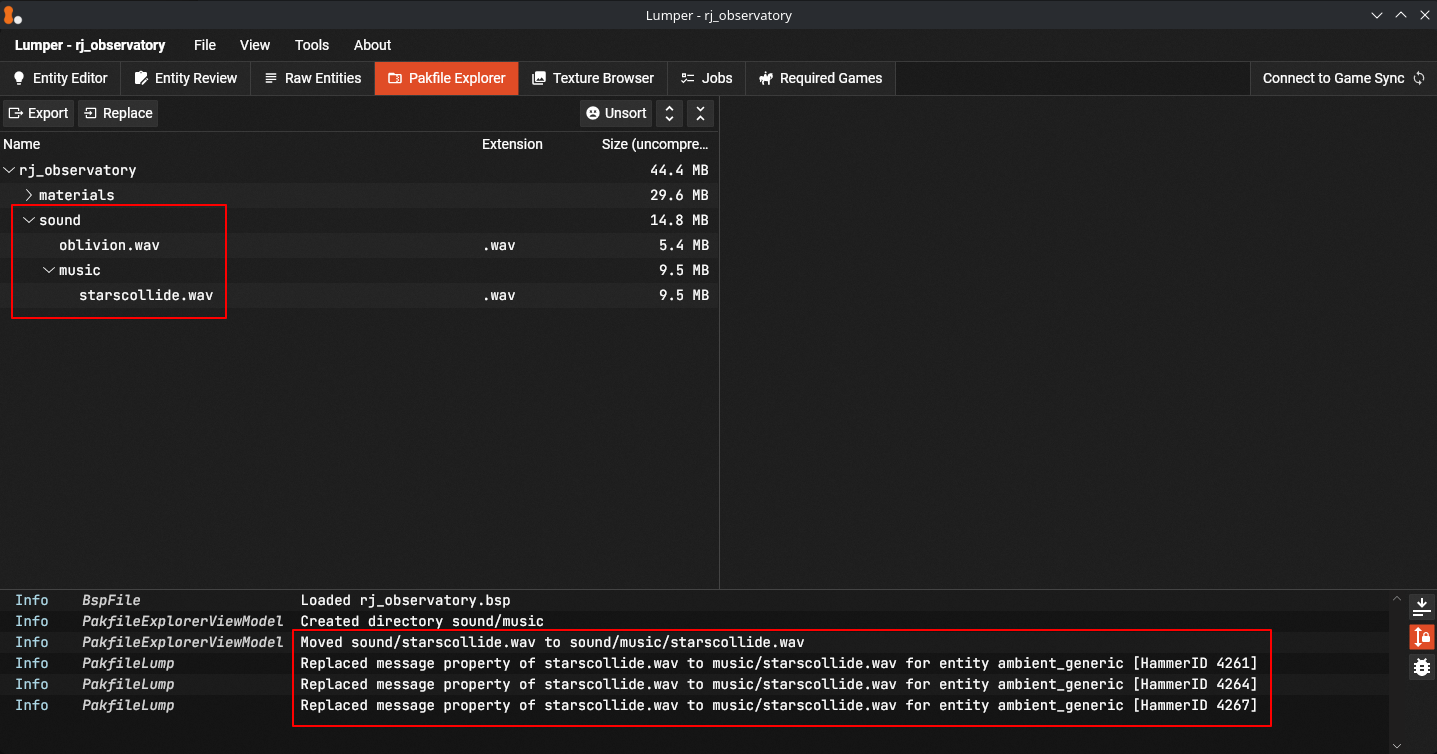 Lumper - rj_observatory
Lumper - rj_observatory File View Tools About
Entity Editor Entity Review Raw Entities Pakfile Explorer Texture Browser Jobs Required Games Connect to Game Sync
Export Replace Unsort
Name Extension Size (uncompre...
rj_observatory 44.4 MB
materials 29.6 MB
sound 14.8 MB
oblivion.wav .wav 5.4 MB
music 9.5 MB
starscollide.wav .wav 9.5 MB
Info BspFile Loaded rj_observatory.bsp
Info PakfileExplorerViewModel Created directory sound/music
Info PakfileExplorerViewModel Moved sound/starscollide.wav to sound/music/starscollide.wav
Info PakfileLump Replaced message property of starscollide.wav to music/starscollide.wav for entity ambient_generic [HammerID 4261]
Info PakfileLump Replaced message property of starscollide.wav to music/starscollide.wav for entity ambient_generic [HammerID 4264]
Info PakfileLump Replaced message property of starscollide.wav to music/starscollide.wav for entity ambient_generic [HammerID 4267]